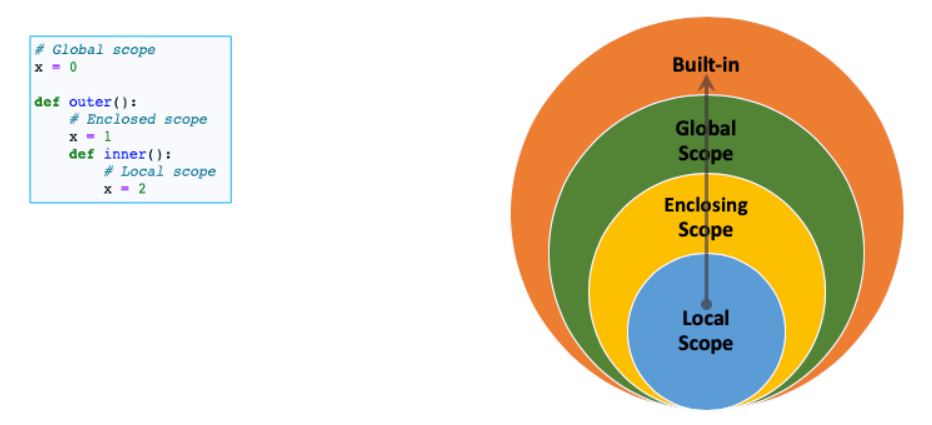 # Global scope
x = 0
def outer():
# Enclosed scope
x = 1
def inner():
# Local scope
x = 2
Built-in
Global
Scope
Enclosing
Scope
Local
Scope